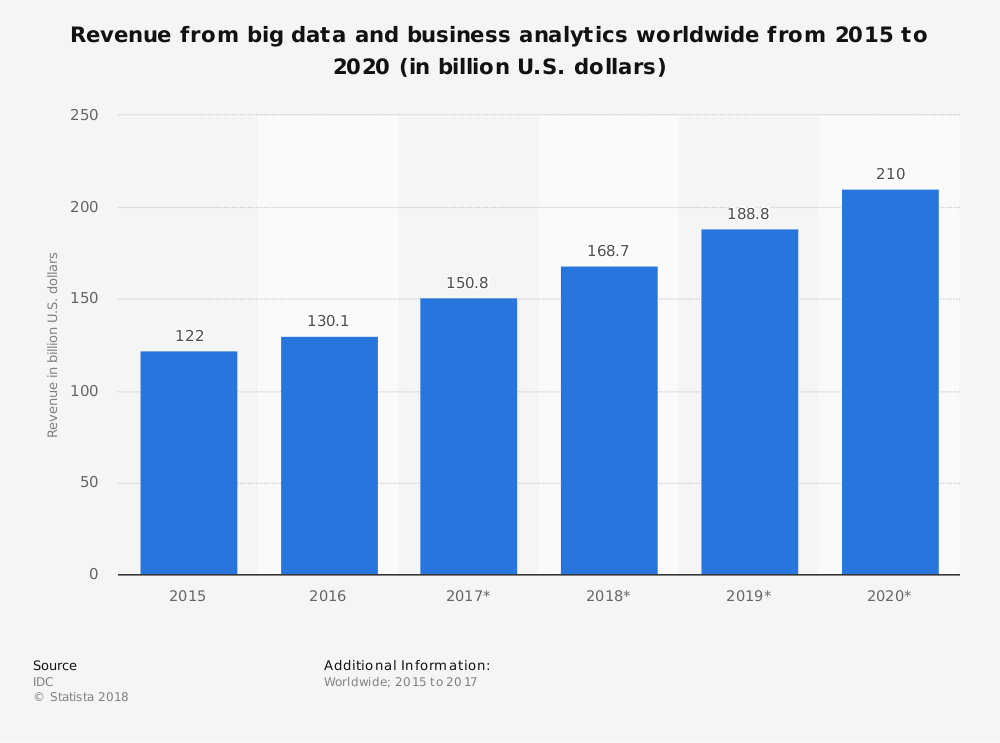 Revenue from big data and business analytics worldwide from 2015 to
2020 (in billion U.S. dollars)
250
200
150
100
50
0
Revenue in billion U.S. dollars
122
130.1
150.8
168.7
188.8
210
2015
2016
2017*
2018*
2019*
2020*
Source
IDC
© Statista 2018
Additional Information:
Worldwide; 2015 to 2017